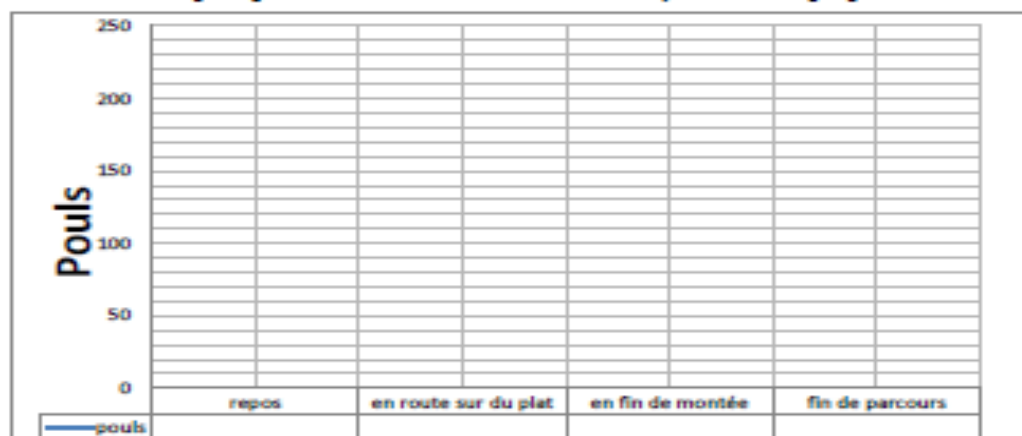 250
200
150
100
50
0
Pouls
repos en route sur du plat en fin de montée fin de parcours
pouls